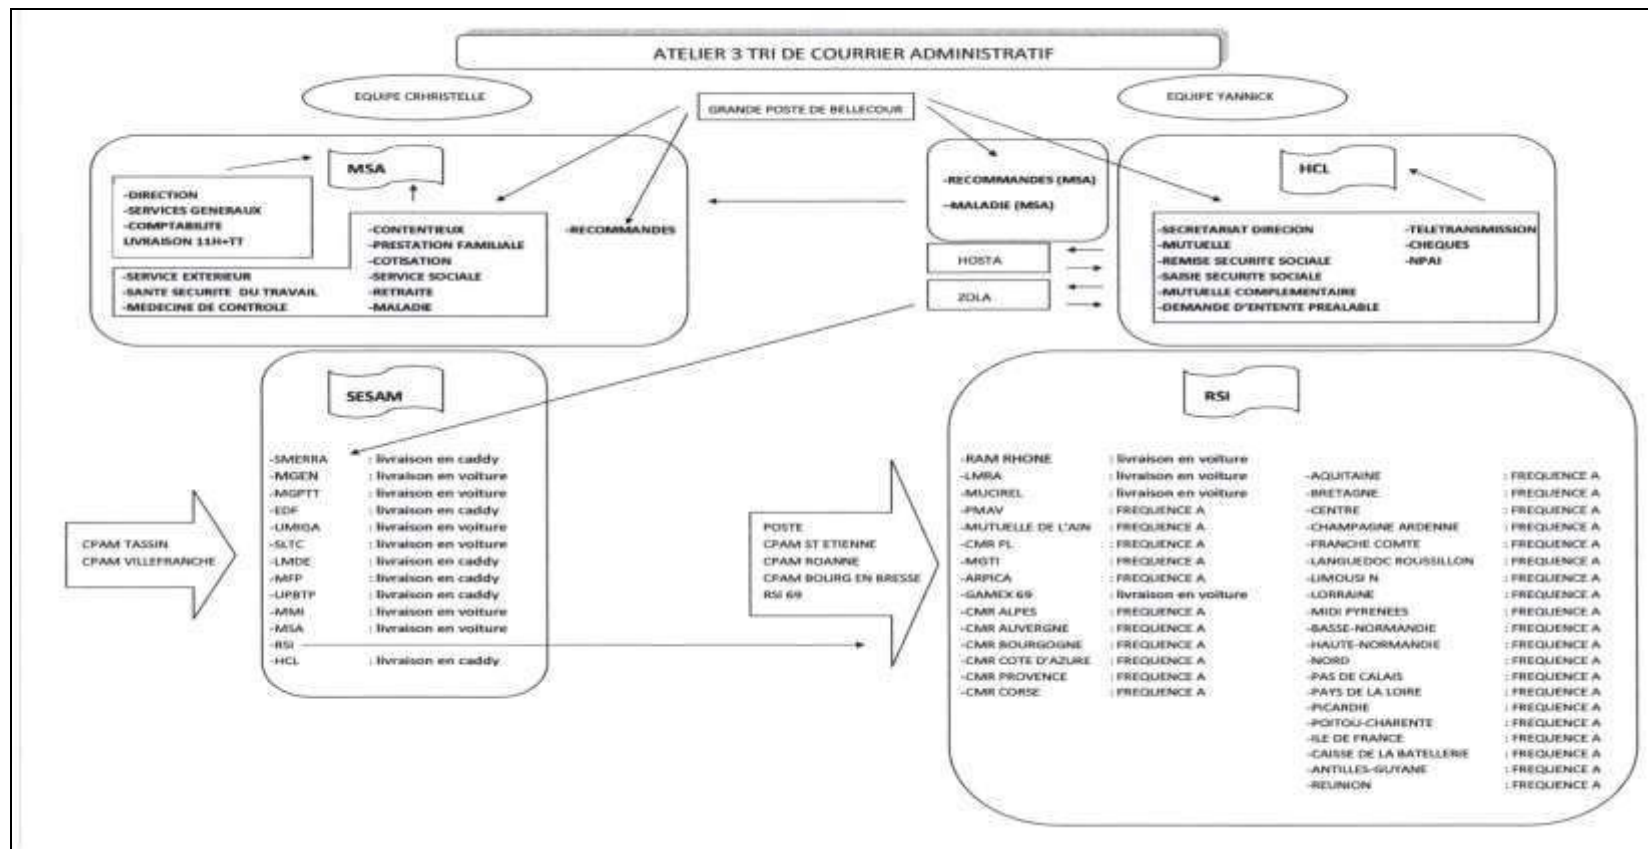 ATELIER 3 TRI DE COURRIER ADMINISTRATIF
EQUIPE CRHRISTELLE
EQUIPE YANNICK
GRANDE POSTE DE BELLECOUR
MSA
-DIRECTION
-SERVICES GENERAUX
-COMPTABILITE
LIVRAISON 11H+TT
-SERVICE EXTERIEUR
-SANTE SECURITE DU TRAVAIL
-MEDECINE DE CONTROLE
-CONTENTIEUX
-PRESTATION FAMILIALE
-COTISATION
-SERVICE SOCIALE
-RETRAITE
-MALADIE
-RECOMMANDES
-RECOMMANDES (MSA)
-MALADIE (MSA)
HOSTA
ZOLA
HCL
-SECRETARIAT DIRECION
-MUTUELLE
-REMISE SECURITE SOCIALE
-SAISIE SECURITE SOCIALE
-MUTUELLE COMPLEMENTAIRE
-DEMANDE D'ENTENTE PREALABLE
-TELETRANSMISSION
-CHEQUES
-NPAI
CPAM TASSIN
CPAM VILLEFRANCHE
SESAM
-SMERRA : livraison en caddy
-MGEN : livraison en voiture
-MGPTT : livraison en voiture
-EDF : livraison en caddy
-UMIGA : livraison en voiture
-SLTC : livraison en voiture
-LMDE : livraison en caddy
-MFP : livraison en caddy
-UPBTP : livraison en caddy
-MMI : livraison en voiture
-MSA : livraison en voiture
-RSI
-HCL : livraison en caddy
POSTE
CPAM ST ETIENNE
CPAM ROANNE
CPAM BOURG EN BRESSE
RSI 69
RSI
-RAM RHONE : livraison en voiture
-LMRA : livraison en voiture
-MUCIREL : livraison en voiture
-PMAV : FREQUENCE A
-MUTUELLE DE L'AIN : FREQUENCE A
-CMR PL : FREQUENCE A
-MGTI : FREQUENCE A
-ARPICA : FREQUENCE A
-GAMEX 69 : livraison en voiture
-CMR ALPES : FREQUENCE A
-CMR AUVERGNE : FREQUENCE A
-CMR BOURGOGNE : FREQUENCE A
-CMR COTE D'AZURE : FREQUENCE A
-CMR PROVENCE : FREQUENCE A
-CMR CORSE : FREQUENCE A
-AQUITAINE : FREQUENCE A
-BRETAGNE : FREQUENCE A
-CENTRE : FREQUENCE A
-CHAMPAGNE ARDENNE : FREQUENCE A
-FRANCHE COMTE : FREQUENCE A
-LANGUEDOC ROUSSILLON : FREQUENCE A
-LIMOUSI N : FREQUENCE A
-LORRAINE : FREQUENCE A
-MIDI PYRENEES : FREQUENCE A
-BASSE-NORMANDIE : FREQUENCE A
-HAUTE-NORMANDIE : FREQUENCE A
-NORD : FREQUENCE A
-PAS DE CALAIS : FREQUENCE A
-PAYS DE LA LOIRE : FREQUENCE A
-PICARDIE : FREQUENCE A
-POITOU-CHARENTE : FREQUENCE A
-ILE DE FRANCE : FREQUENCE A
-CAISSE DE LA BATELLERIE : FREQUENCE A
-ANTILLES-GUYANE : FREQUENCE A
-REUNION : FREQUENCE A